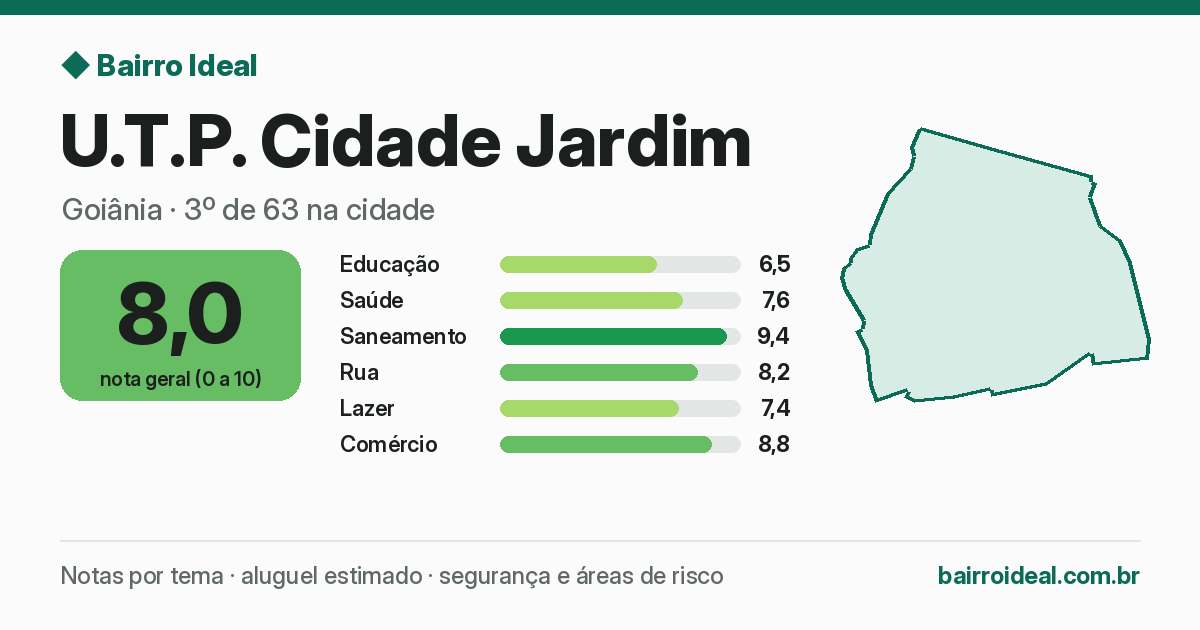 Bairro Ideal
U.T.P. Cidade Jardim
Goiânia · 3º de 63 na cidade
8,0
nota geral (0 a 10)
Educação 6,5
Saúde 7,6
Saneamento 9,4
Rua 8,2
Lazer 7,4
Comércio 8,8
Notas por tema · aluguel estimado · segurança e áreas de risco
bairroideal.com.br